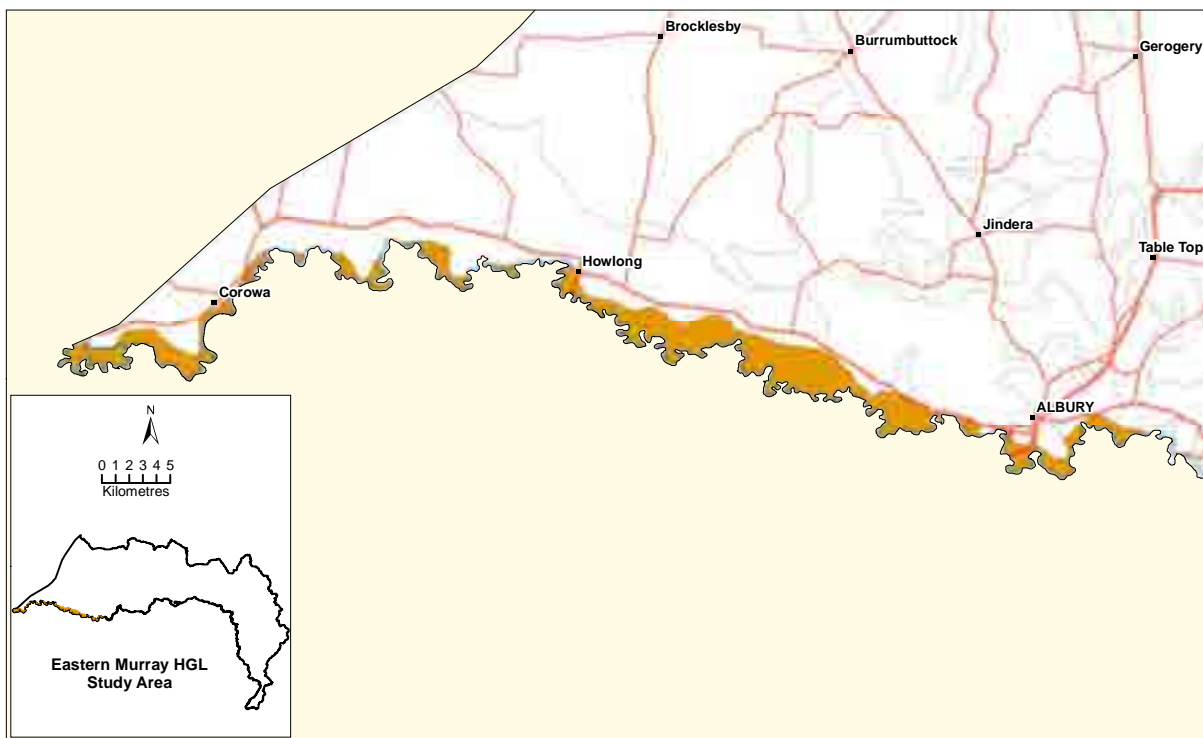 Brocklesby
Burrumbuttock
Gerogery
Jindera
Table Top
Howlong
Corowa
ALBURY
N
0 1 2 3 4 5
Kilometres
Eastern Murray HGL
Study Area